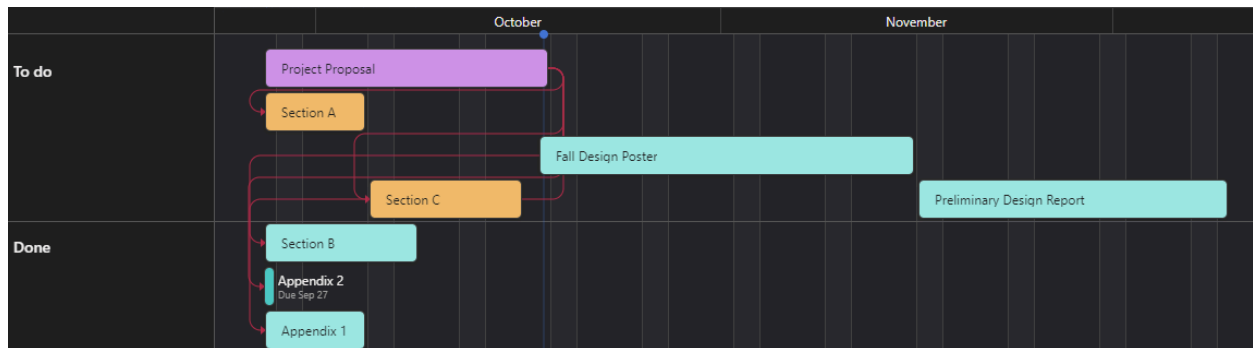 October
November
To do
Project Proposal
Section A
Fall Design Poster
Section C
Preliminary Design Report
Done
Section B
Appendix 2
Due Sep 27
Appendix 1